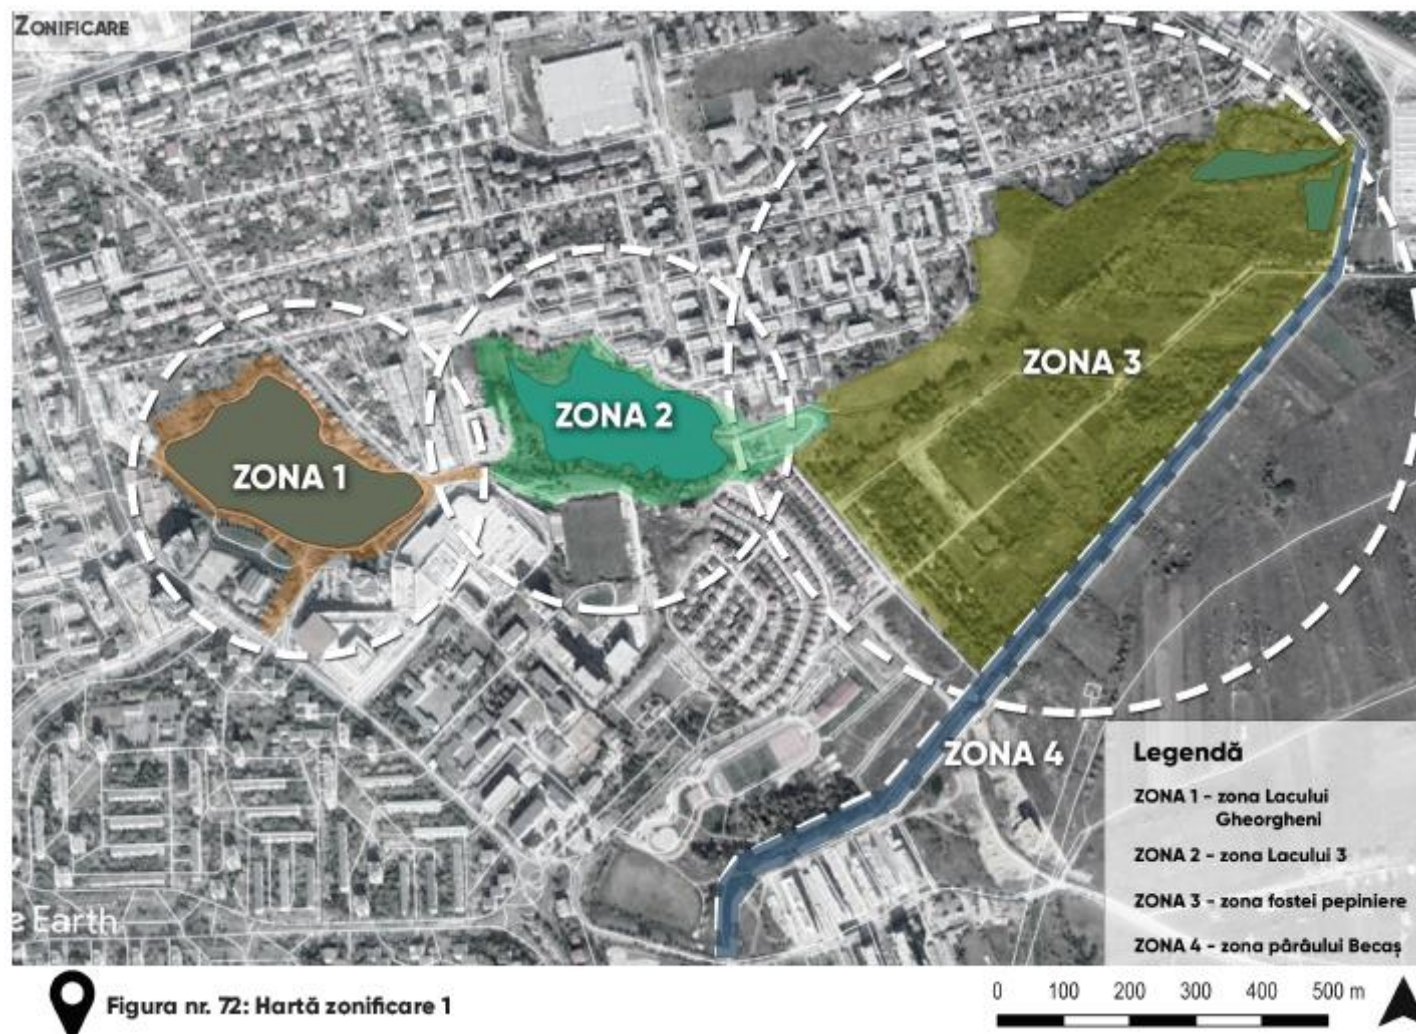 ZONIFICARE
ZONA 1
ZONA 2
ZONA 3
ZONA 4
Legendă
ZONA 1 - zona Lacului
Gheorgheni
ZONA 2 - zona Lacului 3
ZONA 3 - zona fostei pepiniere
ZONA 4 - zona pârâului Becaș
e Earth
Figura nr. 72: Hartă zonificare 1
0 100 200 300 400 500 m